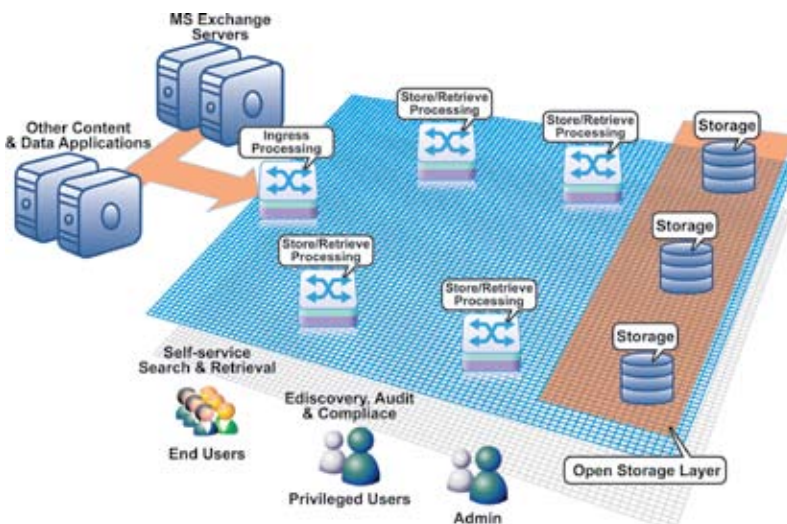 MS Exchange
Servers
Other Content
& Data Applications
Ingress
Processing
Store/Retrieve
Processing
Store/Retrieve
Processing
Storage
Store/Retrieve
Processing
Store/Retrieve
Processing
Storage
Storage
Self-service
Search & Retrieval
End Users
Ediscovery, Audit
& Compliace
Privileged Users
Admin
Open Storage Layer